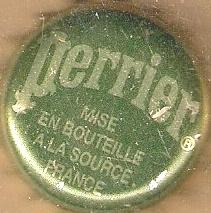 perrier®
MISE
EN BOUTEILLE
A LA SOURCE
FRANCE